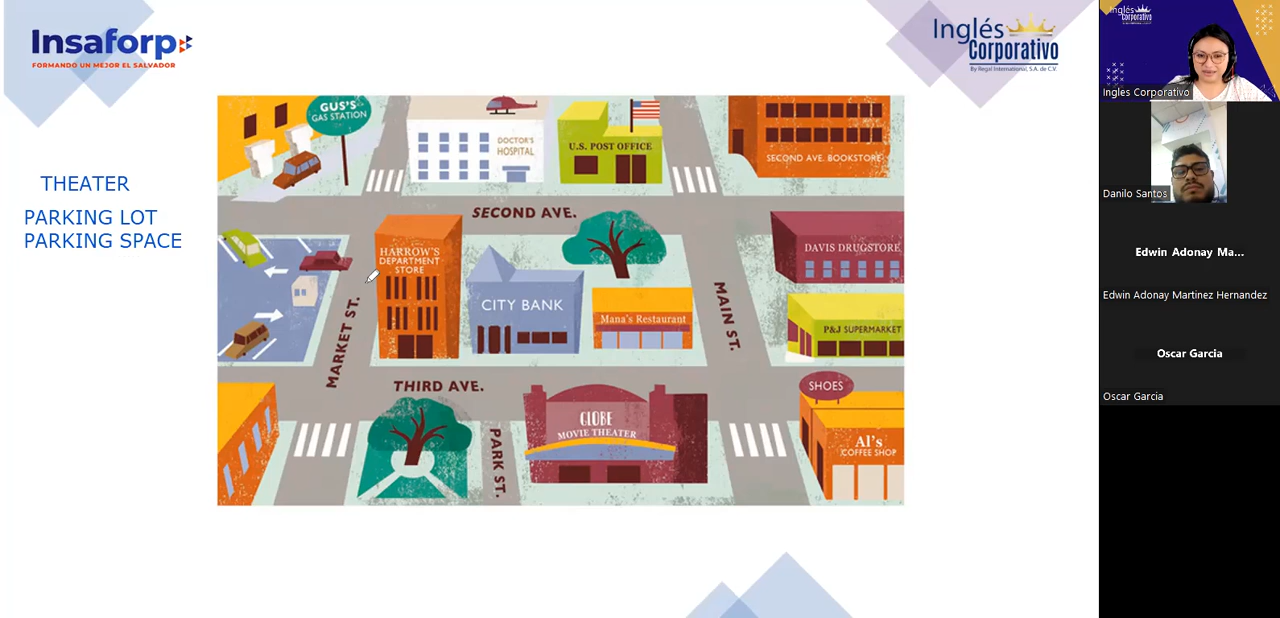 Insaforp
FORMANDO UN MEJOR EL SALVADOR
Inglés
Corporativo
By Regal International, S.A. de C.V.
THEATER
PARKING LOT
PARKING SPACE
GUS'S
GAS STATION
DOCTOR'S
HOSPITAL
U.S. POST OFFICE
SECOND AVE. BOOKSTORE
SECOND AVE.
HARROW'S
DEPARTMENT
STORE
CITY BANK
Mana's Restaurant
DAVIS DRUGSTORE
P&J SUPERMARKET
MARKET ST.
MAIN ST.
THIRD AVE.
PARK ST.
GLOBE
MOVIE THEATER
SHOES
Al's
COFFEE SHOP
Inglés
Corporativo
Ingles Corporativo
Danilo Santos
Edwin Adonay Ma...
Edwin Adonay Martinez Hernandez
Oscar Garcia
Oscar Garcia